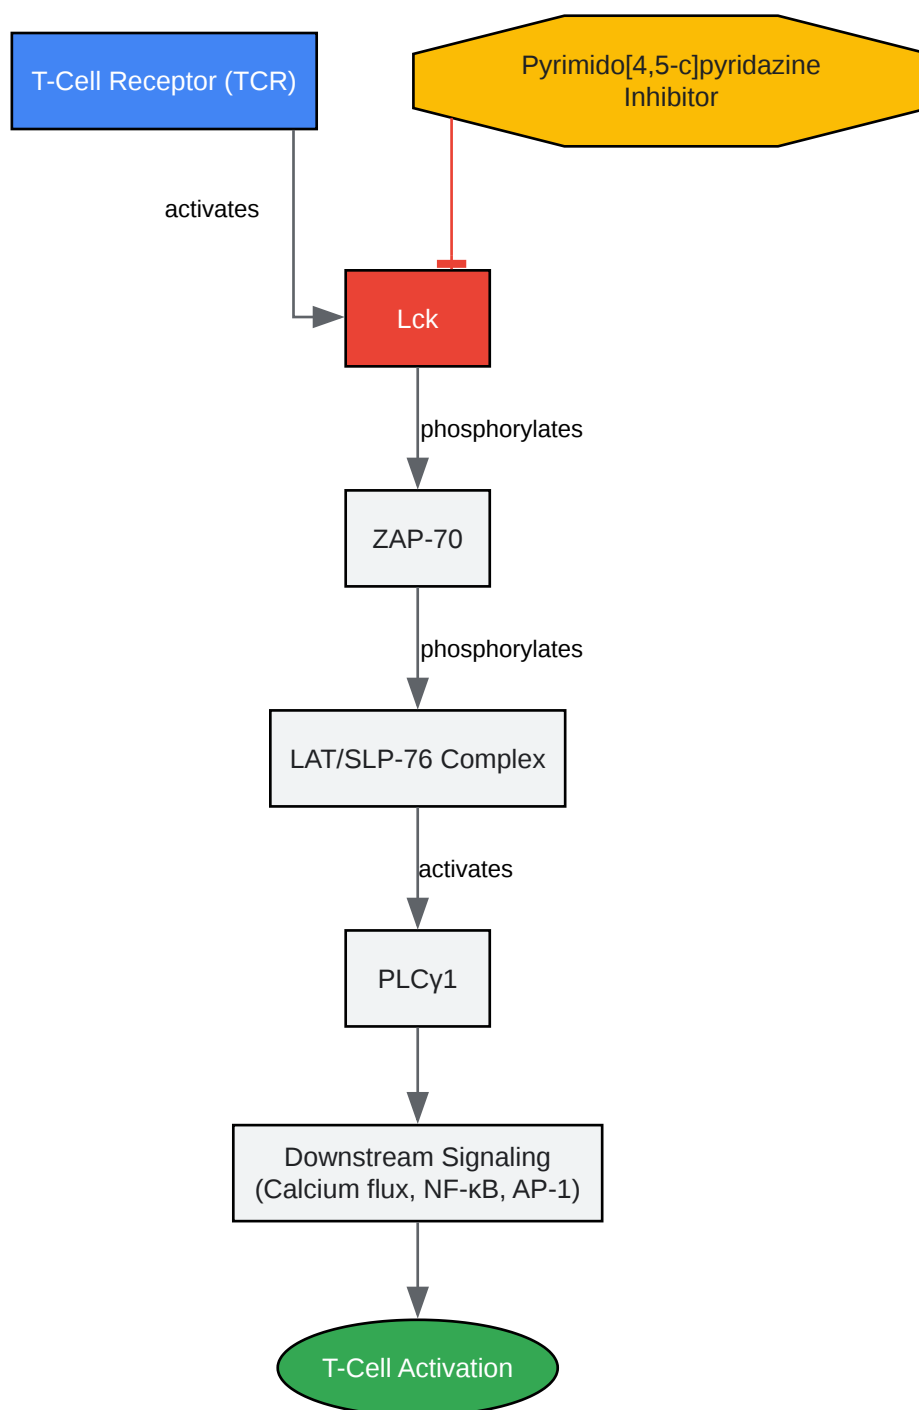 T-Cell Receptor (TCR)
Pyrimido[4,5-c]pyridazine
Inhibitor
activates
Lck
phosphorylates
ZAP-70
phosphorylates
LAT/SLP-76 Complex
activates
PLCγ1
Downstream Signaling
(Calcium flux, NF-κB, AP-1)
T-Cell Activation